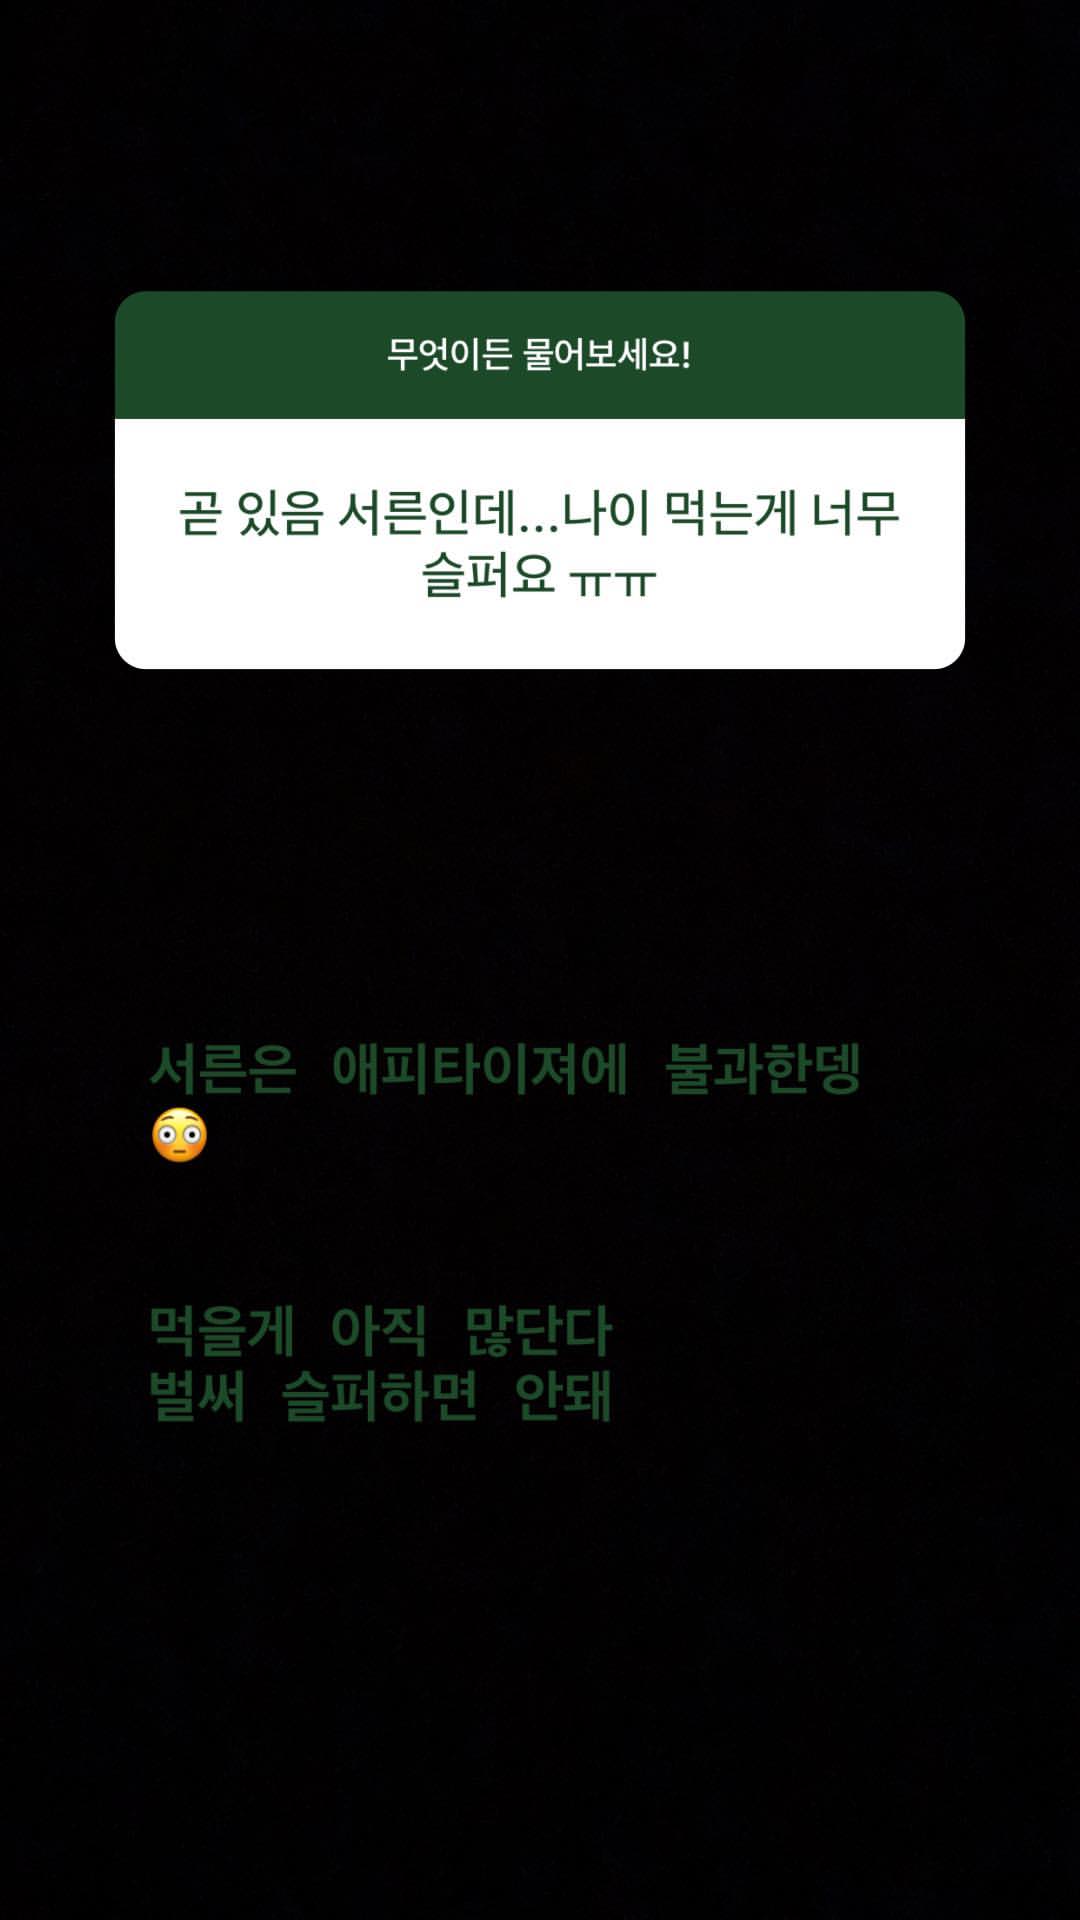 무엇이든 물어보세요!
곧 있음 서른인데...나이 먹는게 너무
슬퍼요 ㅠㅠ
서른은 애피타이져에 불과한뎅
😳
먹을게 아직 많단다
벌써 슬퍼하면 안돼